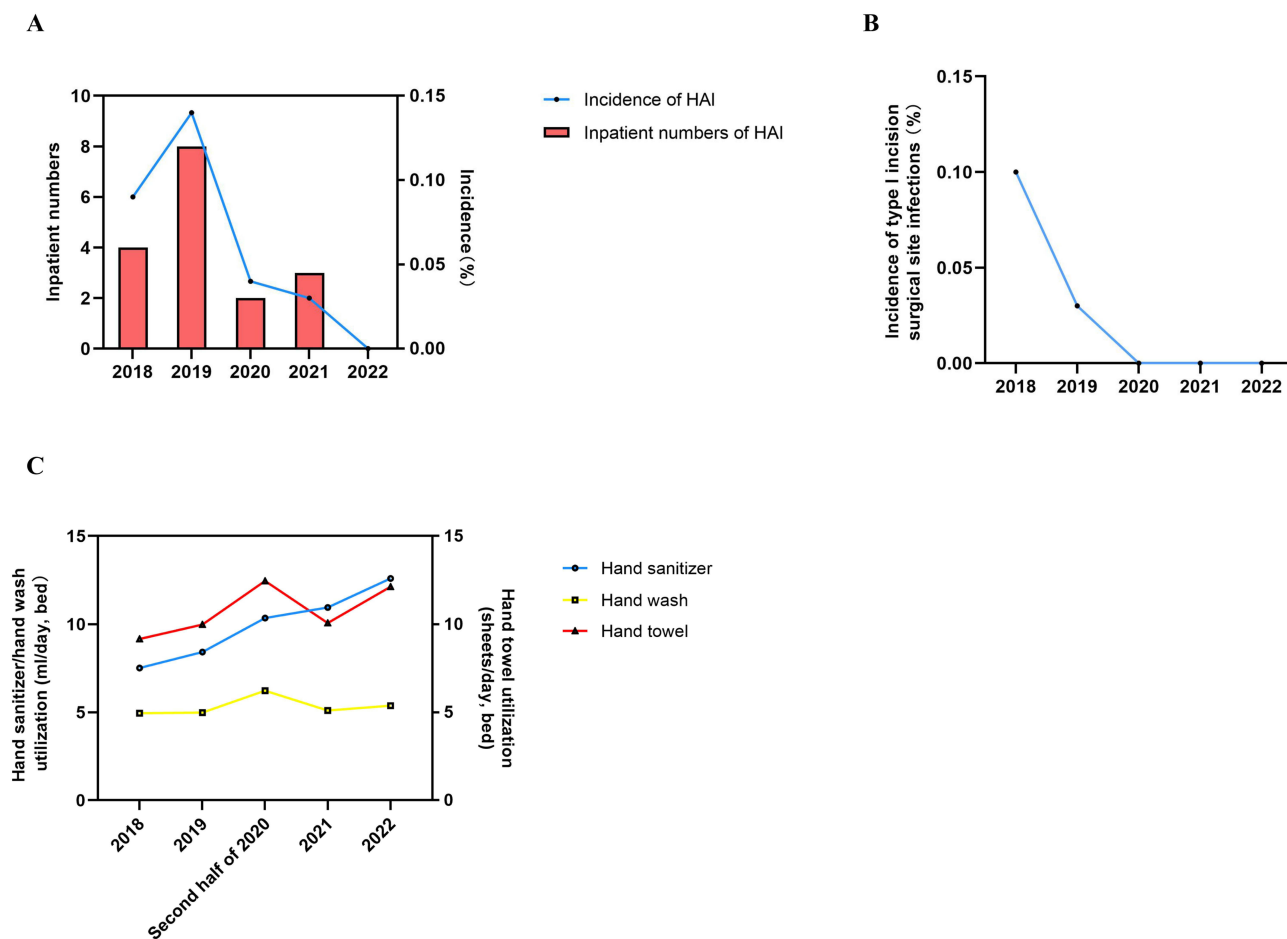 A
10
8
6
4
2
0
Inpatient numbers
0.15
0.10
0.05
0.00
Incidence(%)
2018
2019
2020
2021
2022
Incidence of HAI
Inpatient numbers of HAI
B
0.15
0.10
0.05
0.00
Incidence of type I incision
surgical site infections (%)
2018
2019
2020
2021
2022
C
15
10
5
0
Hand sanitizer/hand wash
utilization (ml/day, bed)
15
10
5
0
Hand towel utilization
(sheets/day, bed)
2018
2019
Second half of 2020
2021
2022
Hand sanitizer
Hand wash
Hand towel